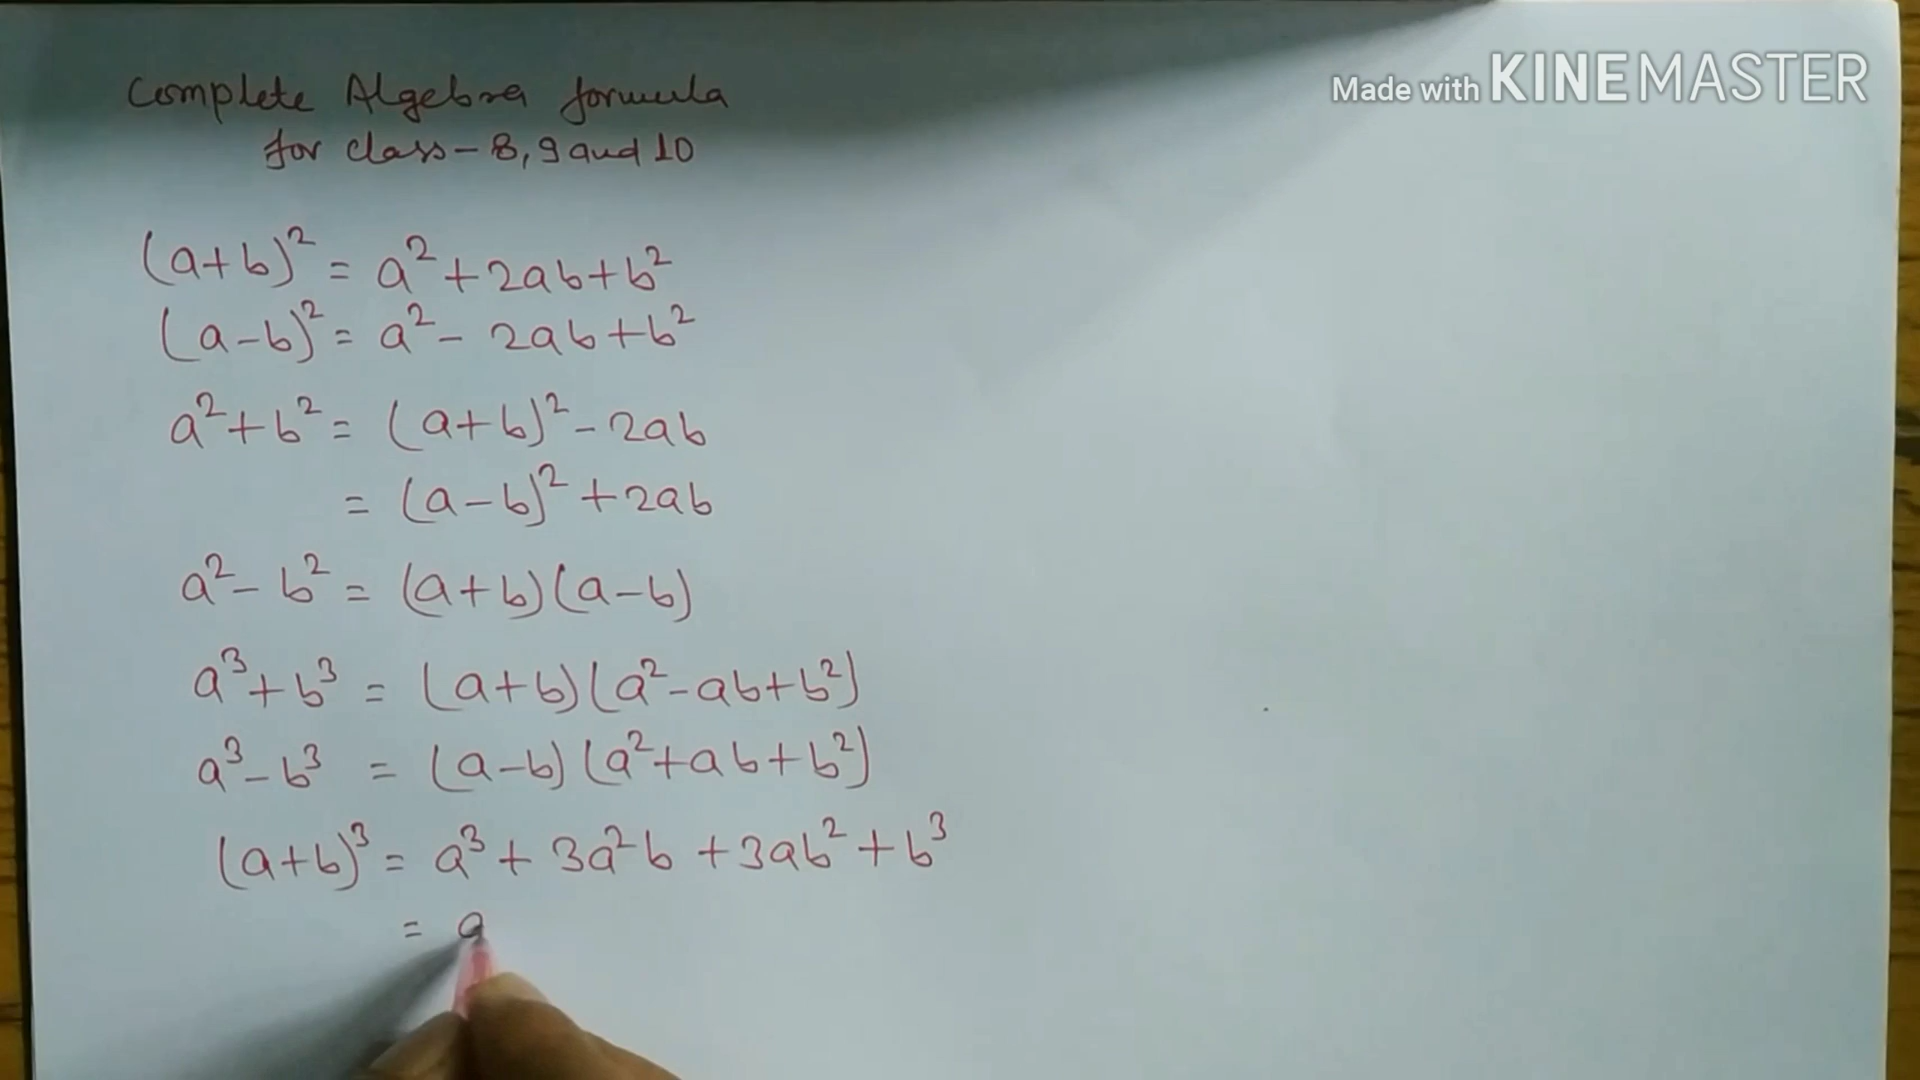 Complete Algebra formula
for class-8, 9 and 10
Made with KINEMASTER
(a+b)² = a² + 2ab + b²
(a-b)² = a² - 2ab + b²
a² + b² = (a+b)² - 2ab
= (a-b)² + 2ab
a² - b² = (a+b)(a-b)
a³ + b³ = (a+b)(a² - ab + b²)
a³ - b³ = (a-b)(a² + ab + b²)
(a+b)³ = a³ + 3a²b + 3ab² + b³
= a